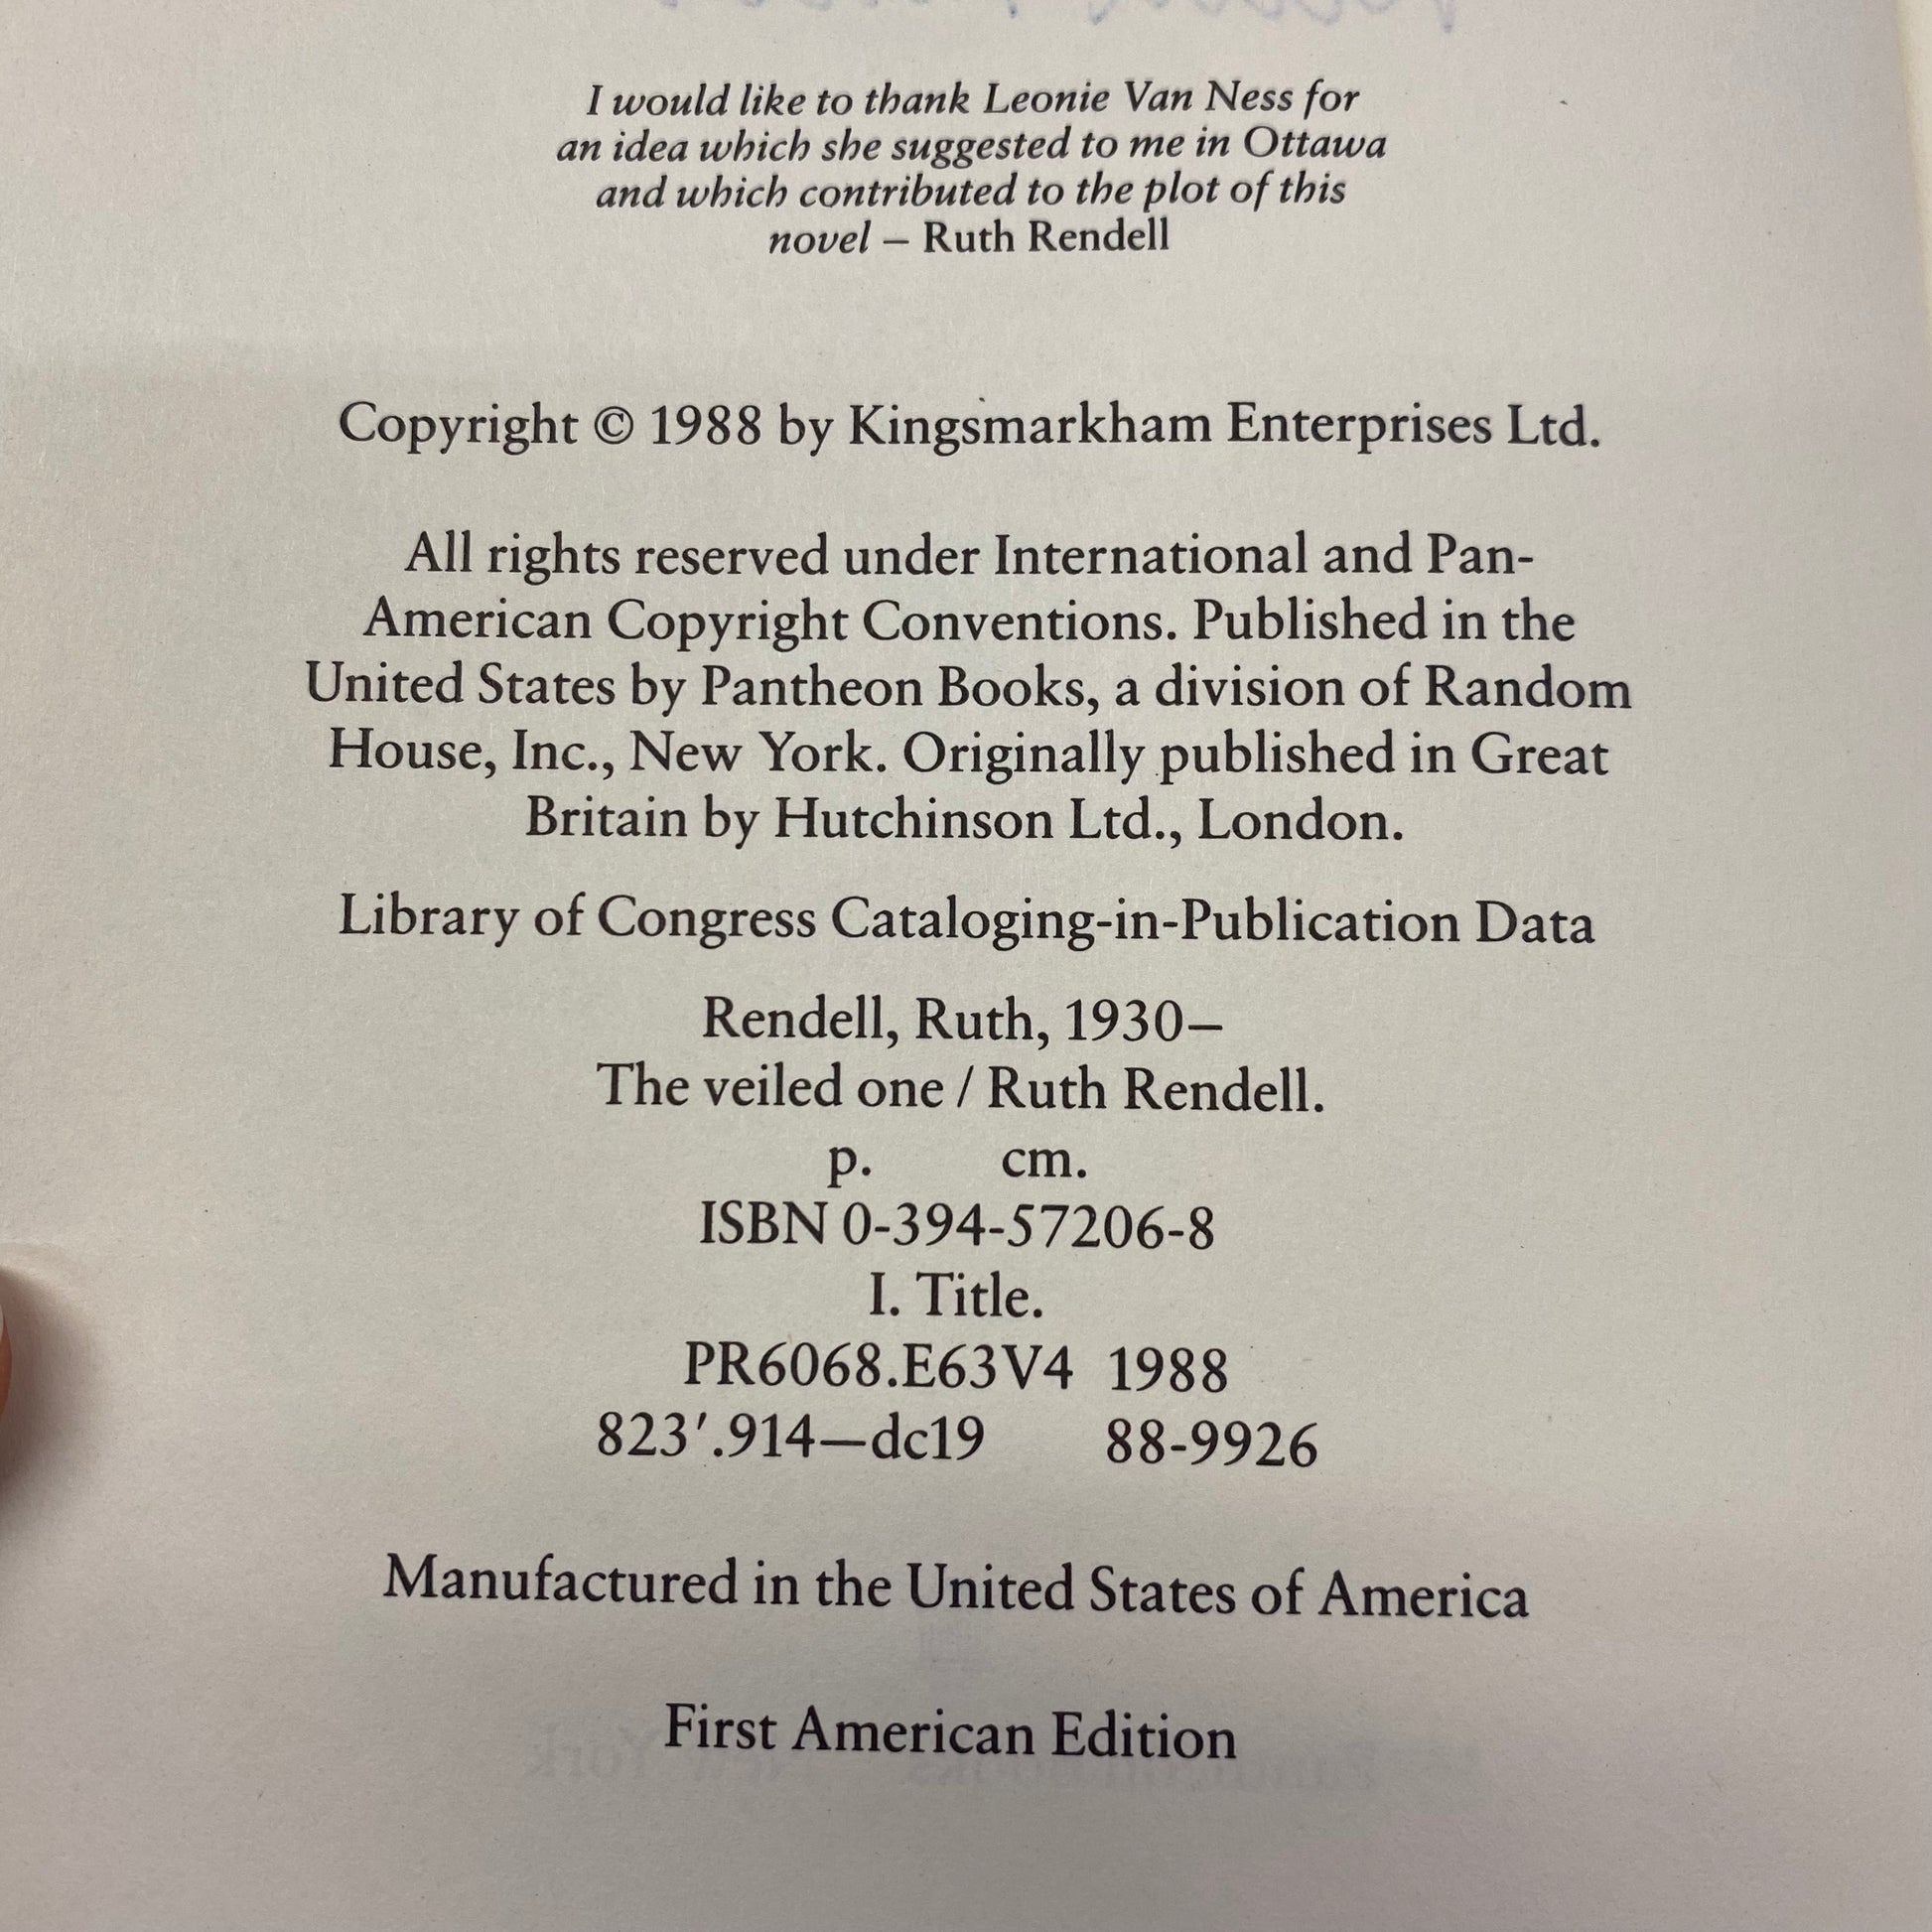 I would like to thank Leonie Van Ness for
an idea which she suggested to me in Ottawa
and which contributed to the plot of this
novel – Ruth Rendell
Copyright © 1988 by Kingsmarkham Enterprises Ltd.
All rights reserved under International and Pan-
American Copyright Conventions. Published in the
United States by Pantheon Books, a division of Random
House, Inc., New York. Originally published in Great
Britain by Hutchinson Ltd., London.
Library of Congress Cataloging-in-Publication Data
Rendell, Ruth, 1930–
The veiled one / Ruth Rendell.
p. cm.
ISBN 0-394-57206-8
I. Title.
PR6068.E63V4 1988
823′.914—dc19 88-9926
Manufactured in the United States of America
First American Edition